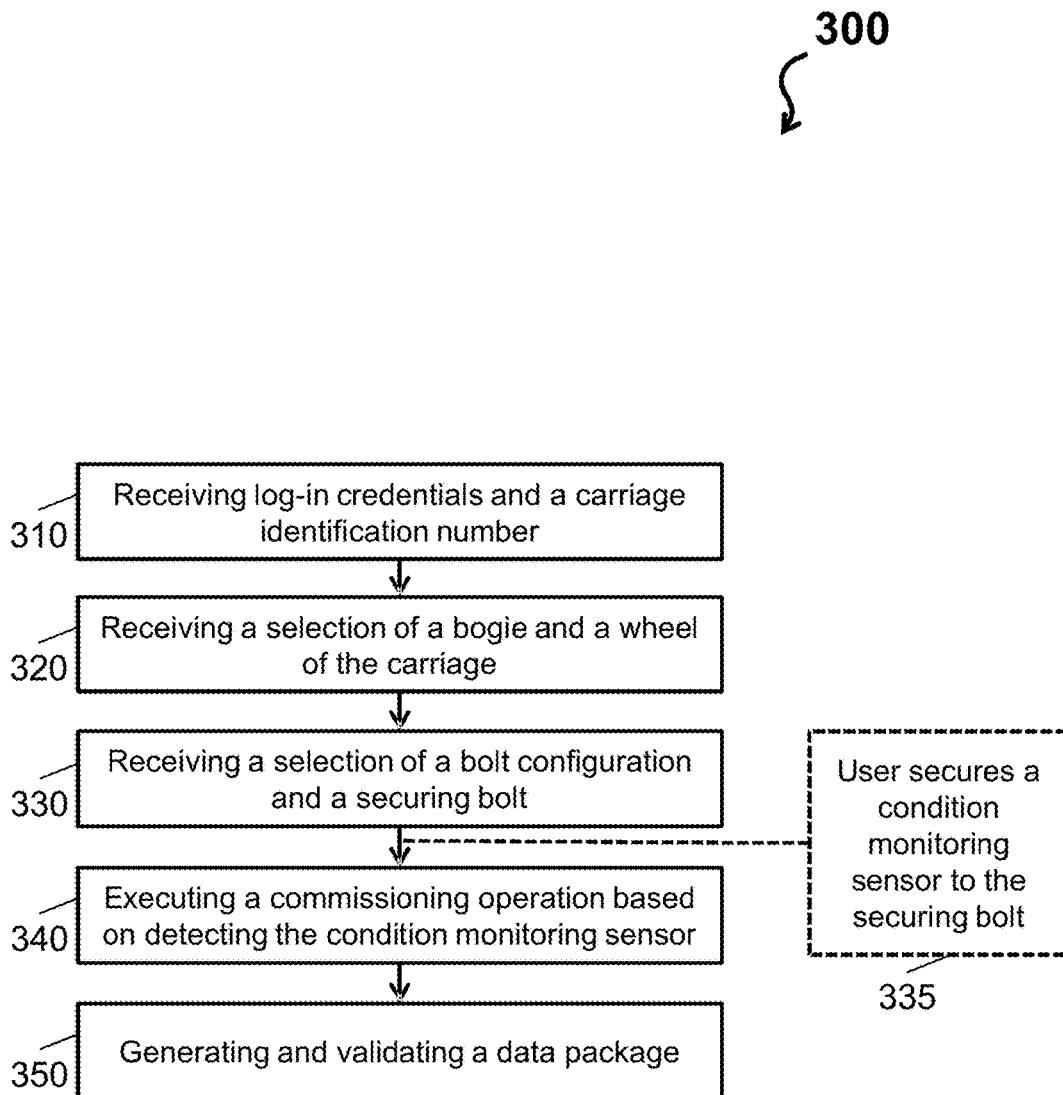 300
Receiving log-in credentials and a carriage
identification number
310
Receiving a selection of a bogie and a wheel
of the carriage
320
Receiving a selection of a bolt configuration
and a securing bolt
330
User secures a
condition
monitoring
sensor to the
securing bolt
335
Executing a commissioning operation based
on detecting the condition monitoring sensor
340
Generating and validating a data package
350